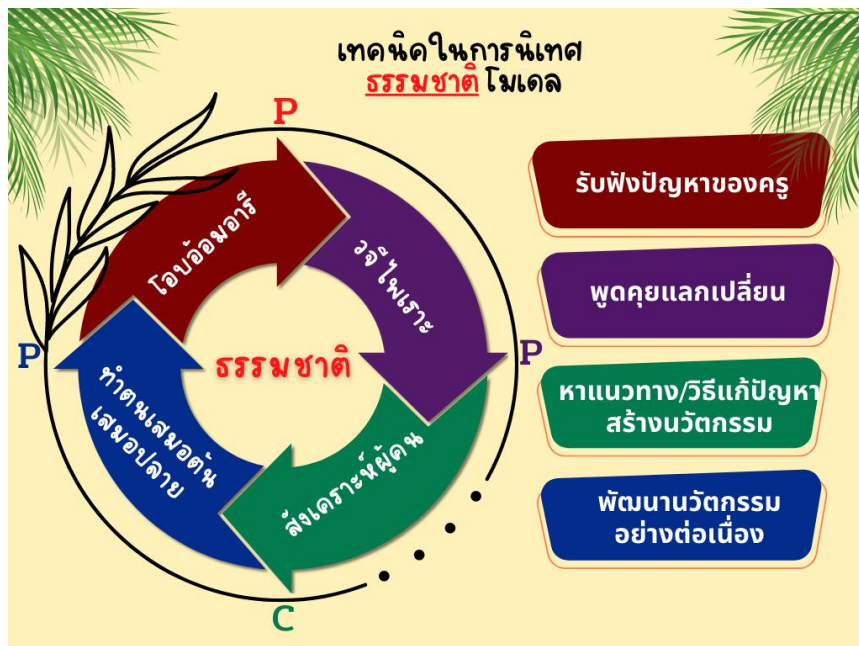 เทคนิคในการนิเทศ
ธรรมชาติ โมเดล
P
โอบอ้อมอารี
วจีไพเราะ
P
P
ธรรมชาติ
ทำตนเสมอต้น
เสมอปลาย
สังเคราะห์ผู้คน
C
รับฟังปัญหาของครู
พูดคุยแลกเปลี่ยน
หาแนวทาง/วิธีแก้ปัญหา
สร้างนวัตกรรม
พัฒนานวัตกรรม
อย่างต่อเนื่อง